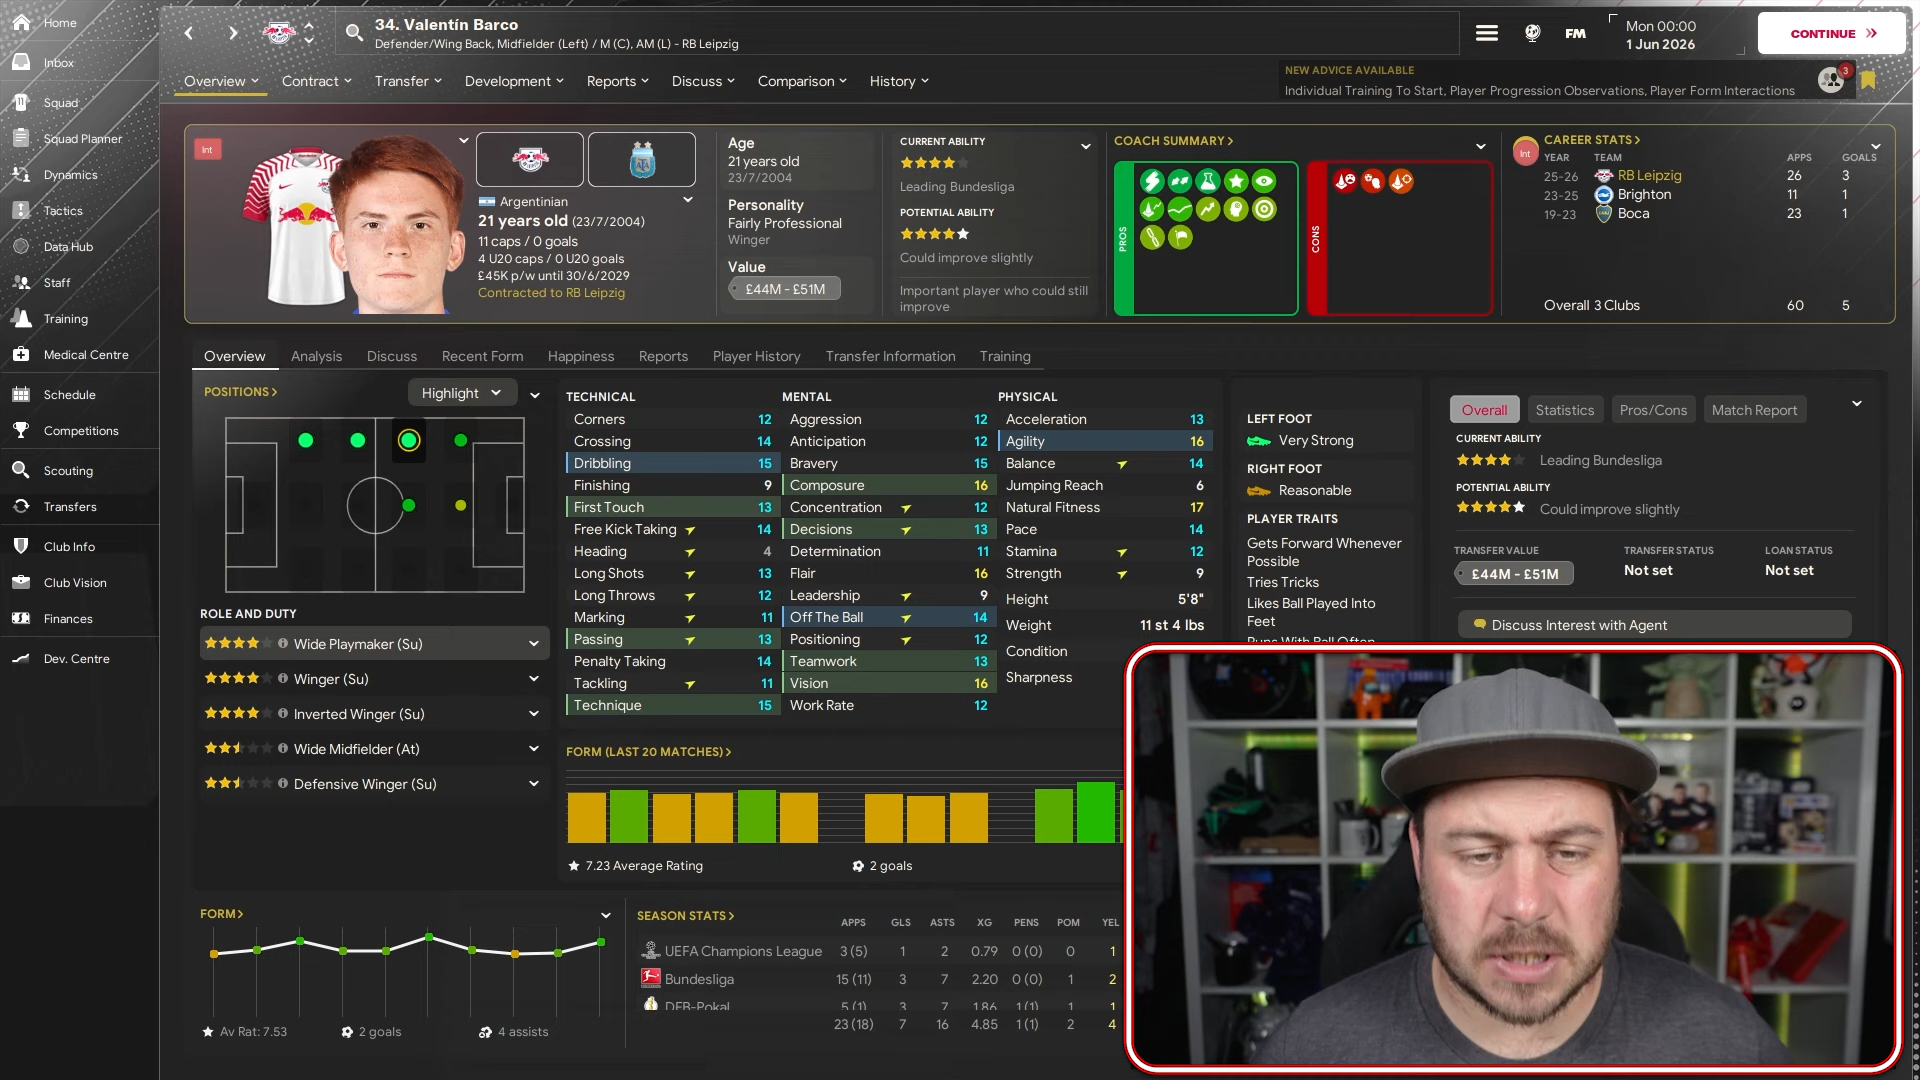 Home
Inbox
Squad
Squad Planner
Dynamics
Tactics
Data Hub
Staff
Training
Medical Centre
Schedule
Competitions
Scouting
Transfers
Club Info
Club Vision
Finances
Dev. Centre
34. Valentín Barco
Defender/Wing Back, Midfielder (Left) / M (C), AM (L) - RB Leipzig
FM
Mon 00:00
1 Jun 2026
CONTINUE
Overview Contract Transfer Development Reports Discuss Comparison History
NEW ADVICE AVAILABLE
Individual Training To Start, Player Progression Observations, Player Form Interactions
3
Int
Argentinian
21 years old (23/7/2004)
11 caps / 0 goals
4 U20 caps / 0 U20 goals
£45K p/w until 30/6/2029
Contracted to RB Leipzig
Age
21 years old
23/7/2004
Personality
Fairly Professional
Winger
Value
£44M - £51M
CURRENT ABILITY
Leading Bundesliga
POTENTIAL ABILITY
Could improve slightly
Important player who could still
improve
COACH SUMMARY >
PROS
CONS
Int
CAREER STATS >
YEAR TEAM APPS GOALS
25-26 RB Leipzig 26 3
23-25 Brighton 11 1
19-23 Boca 23 1
Overall 3 Clubs 60 5
Overview Analysis Discuss Recent Form Happiness Reports Player History Transfer Information Training
POSITIONS >
Highlight
ROLE AND DUTY
Wide Playmaker (Su)
Winger (Su)
Inverted Winger (Su)
Wide Midfielder (At)
Defensive Winger (Su)
TECHNICAL
Corners 12
Crossing 14
Dribbling 15
Finishing 9
First Touch 13
Free Kick Taking 14
Heading 4
Long Shots 13
Long Throws 12
Marking 11
Passing 13
Penalty Taking 14
Tackling 11
Technique 15
MENTAL
Aggression 12
Anticipation 12
Bravery 15
Composure 16
Concentration 12
Decisions 13
Determination 11
Flair 16
Leadership 9
Off The Ball 14
Positioning 12
Teamwork 13
Vision 16
Work Rate 12
PHYSICAL
Acceleration 13
Agility 16
Balance 14
Jumping Reach 6
Natural Fitness 17
Pace 14
Stamina 12
Strength 9
Height 5'8"
Weight 11 st 4 lbs
Condition
Sharpness
LEFT FOOT
Very Strong
RIGHT FOOT
Reasonable
PLAYER TRAITS
Gets Forward Whenever
Possible
Tries Tricks
Likes Ball Played Into
Feet
Runs With Ball Often
Overall Statistics Pros/Cons Match Report
CURRENT ABILITY
Leading Bundesliga
POTENTIAL ABILITY
Could improve slightly
TRANSFER VALUE TRANSFER STATUS LOAN STATUS
£44M - £51M Not set Not set
Discuss Interest with Agent
FORM (LAST 20 MATCHES) >
7.23 Average Rating 2 goals
FORM >
Av Rat: 7.53 2 goals 4 assists
SEASON STATS >
APPS GLS ASTS XG PENS POM YEL
UEFA Champions League 3 (5) 1 2 0.79 0 (0) 0 1
Bundesliga 15 (11) 3 7 2.20 0 (0) 1 2
DFB-Pokal 5 (1) 3 7 1.86 1 (1) 1 1
23 (18) 7 16 4.85 1 (1) 2 4